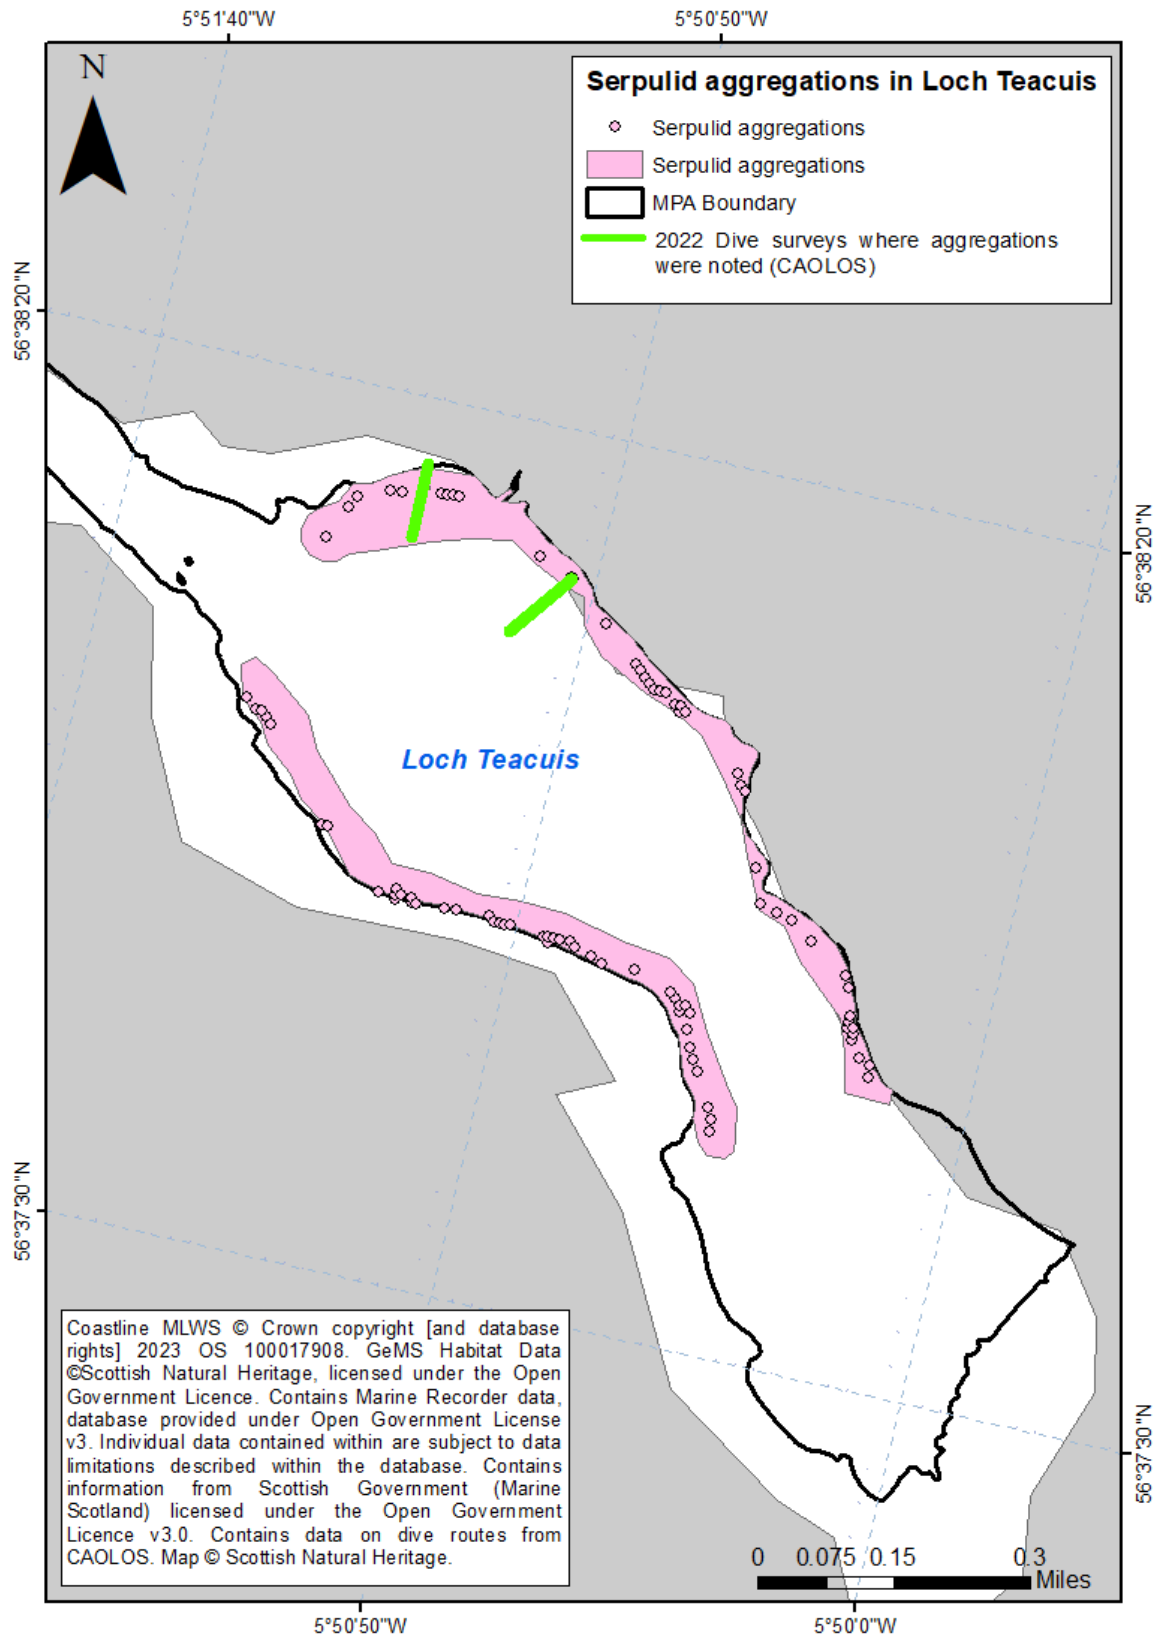 5°51'40"W
5°50'50"W
N
Serpulid aggregations in Loch Teacuis
Serpulid aggregations
Serpulid aggregations
MPA Boundary
2022 Dive surveys where aggregations
were noted (CAOLOS)
56°38'20"N
56°38'20"N
Loch Teacuis
56°37'30"N
56°37'30"N
Coastline MLWS © Crown copyright [and database
rights] 2023 OS 100017908. GeMS Habitat Data
©Scottish Natural Heritage, licensed under the Open
Government Licence. Contains Marine Recorder data,
database provided under Open Government License
v3. Individual data contained within are subject to data
limitations described within the database. Contains
information from Scottish Government (Marine
Scotland) licensed under the Open Government
Licence v3.0. Contains data on dive routes from
CAOLOS. Map © Scottish Natural Heritage.
0 0.075 0.15 0.3
Miles
5°50'50"W
5°50'0"W